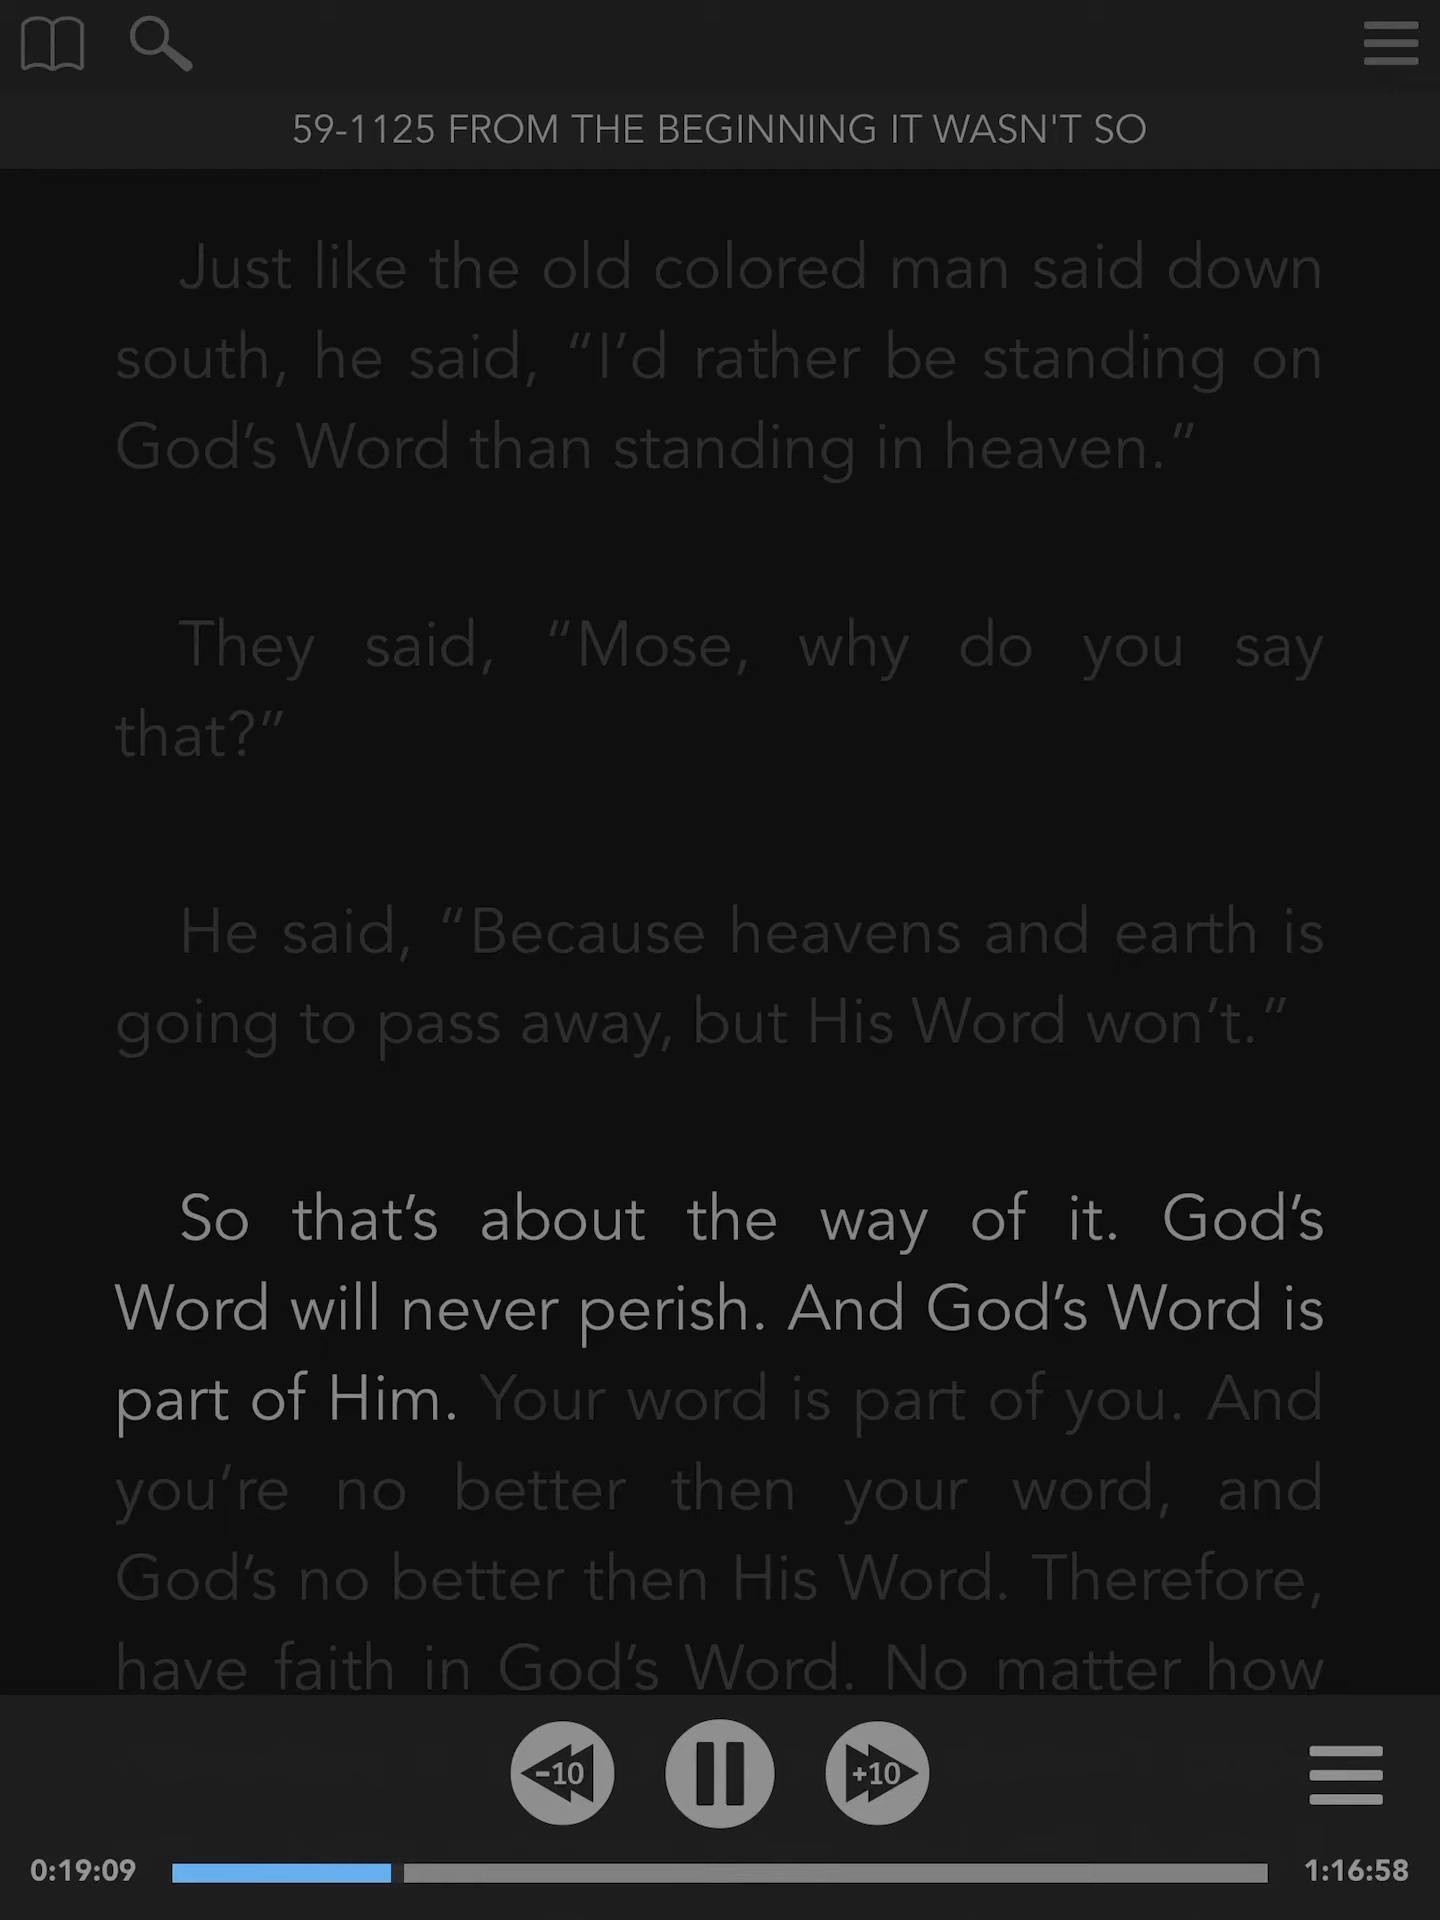 59-1125 FROM THE BEGINNING IT WASN'T SO
Just like the old colored man said down
south, he said, “I’d rather be standing on
God’s Word than standing in heaven.”
They said, “Mose, why do you say
that?”
He said, “Because heavens and earth is
going to pass away, but His Word won’t.”
So that’s about the way of it. God’s
Word will never perish. And God’s Word is
part of Him. Your word is part of you. And
you’re no better then your word, and
God’s no better then His Word. Therefore,
have faith in God’s Word. No matter how
-10
+10
0:19:09
1:16:58